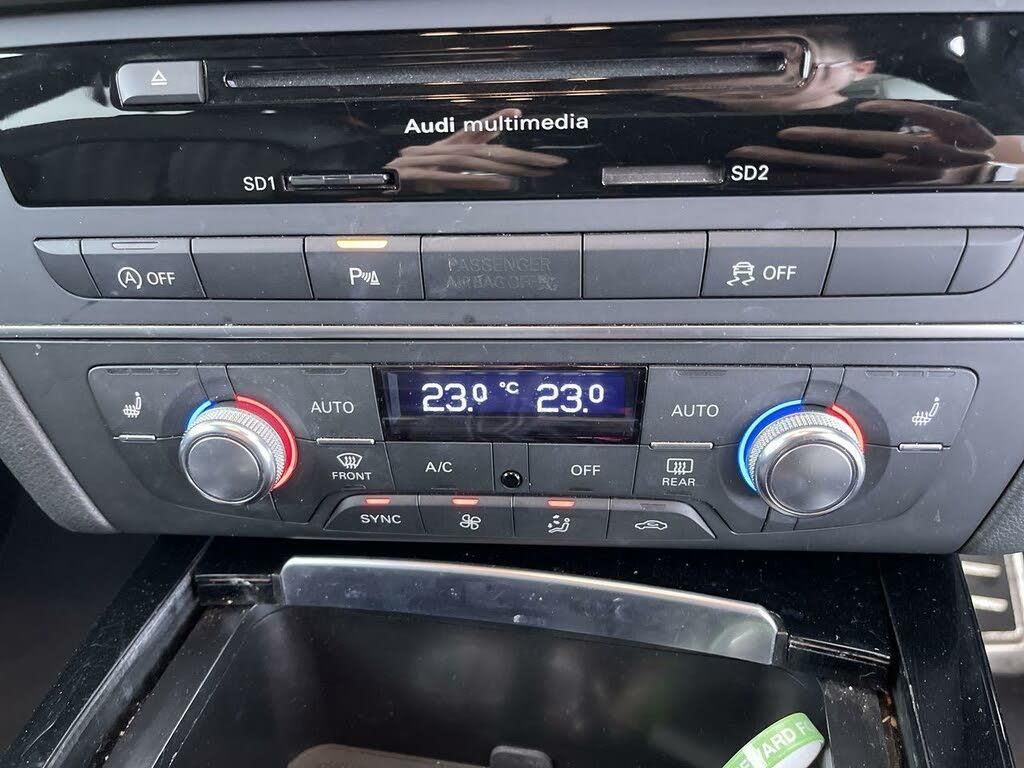 Audi multimedia
SD1
SD2
A OFF
P
PASSENGER
AIRBAG OFF
OFF
AUTO
23.0 °C 23.0
AUTO
FRONT
A/C
OFF
REAR
SYNC
ARD F